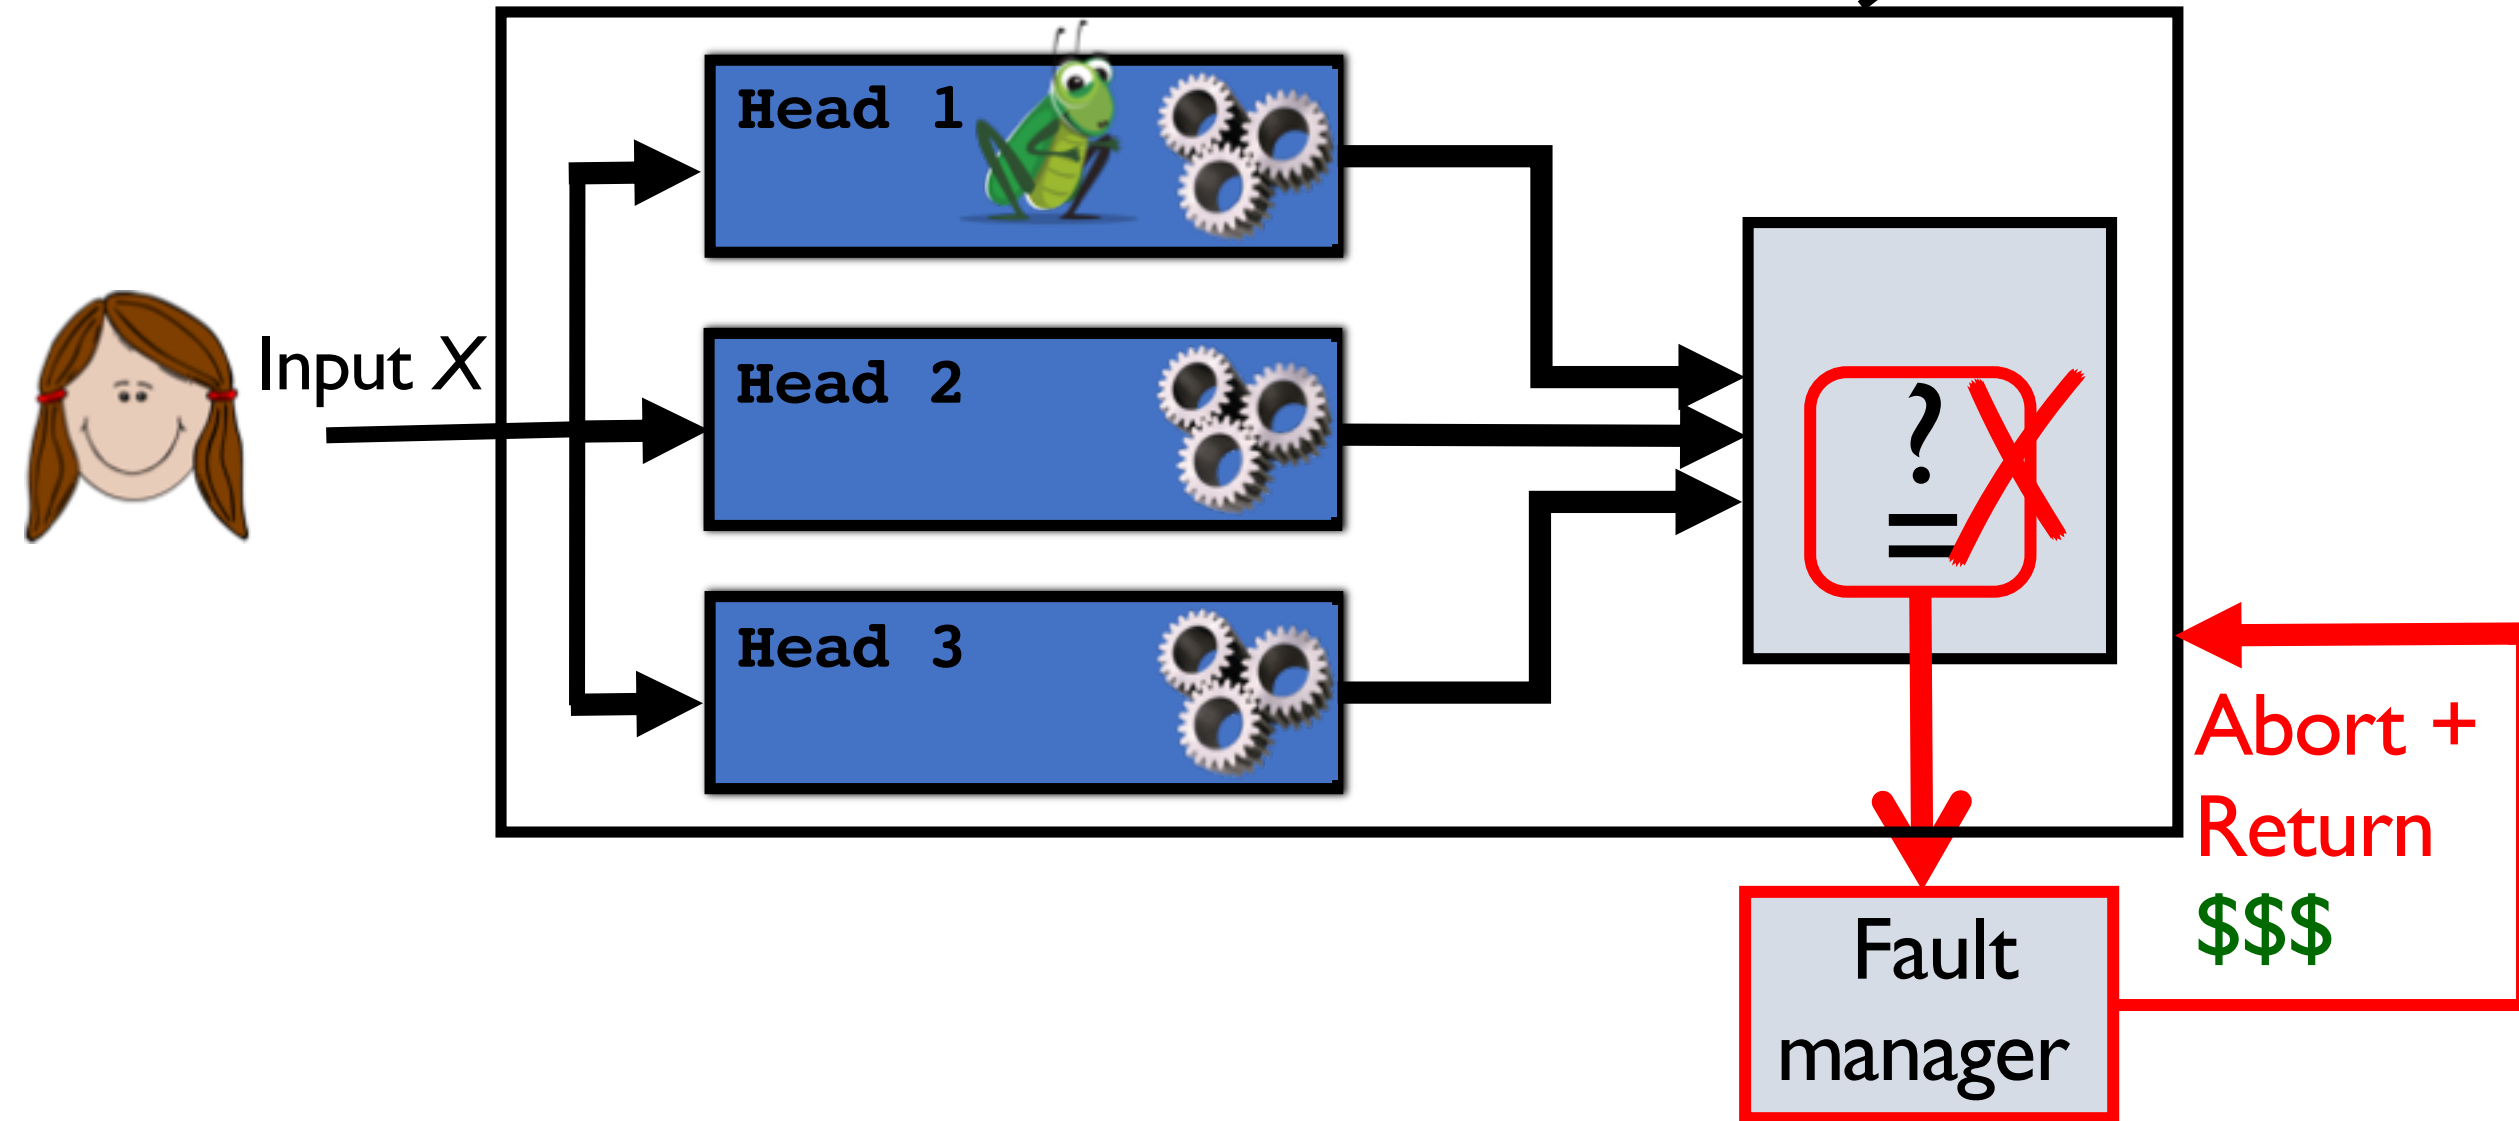 Head 1
Input X
Head 2
?
=
Head 3
Abort +
Return
$$$
Fault
manager